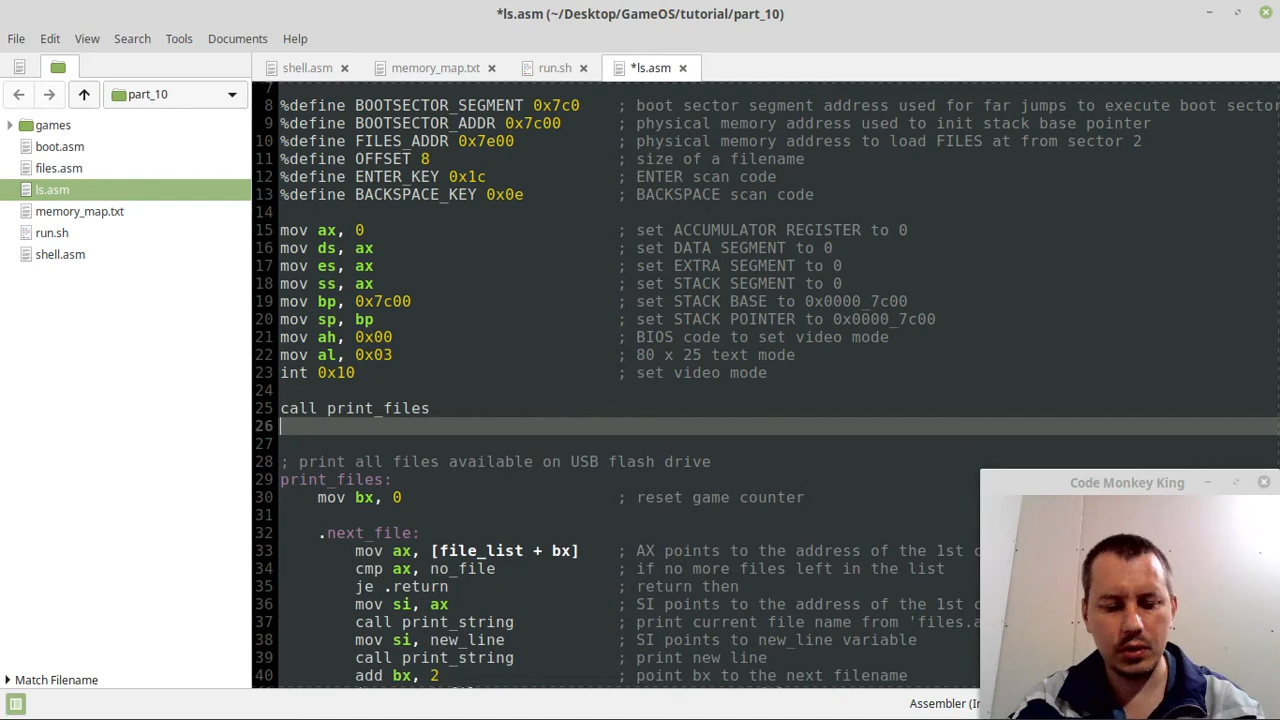 *ls.asm (~/Desktop/GameOS/tutorial/part_10)
File Edit View Search Tools Documents Help
shell.asm memory_map.txt run.sh *ls.asm
part_10
games
boot.asm
files.asm
ls.asm
memory_map.txt
run.sh
shell.asm
Match Filename
7
8 %define BOOTSECTOR_SEGMENT 0x7c0 ; boot sector segment address used for far jumps to execute boot sector
9 %define BOOTSECTOR_ADDR 0x7c00 ; physical memory address used to init stack base pointer
10 %define FILES_ADDR 0x7e00 ; physical memory address to load FILES at from sector 2
11 %define OFFSET 8 ; size of a filename
12 %define ENTER_KEY 0x1c ; ENTER scan code
13 %define BACKSPACE_KEY 0x0e ; BACKSPACE scan code
14
15 mov ax, 0 ; set ACCUMULATOR REGISTER to 0
16 mov ds, ax ; set DATA SEGMENT to 0
17 mov es, ax ; set EXTRA SEGMENT to 0
18 mov ss, ax ; set STACK SEGMENT to 0
19 mov bp, 0x7c00 ; set STACK BASE to 0x0000_7c00
20 mov sp, bp ; set STACK POINTER to 0x0000_7c00
21 mov ah, 0x00 ; BIOS code to set video mode
22 mov al, 0x03 ; 80 x 25 text mode
23 int 0x10 ; set video mode
24
25 call print_files
26
27
28 ; print all files available on USB flash drive
29 print_files:
30 mov bx, 0 ; reset game counter
31
32 .next_file:
33 mov ax, [file_list + bx] ; AX points to the address of the 1st
34 cmp ax, no_file ; if no more files left in the list
35 je .return ; return then
36 mov si, ax ; SI points to the address of the 1st
37 call print_string ; print current file name from 'files.a
38 mov si, new_line ; SI points to new_line variable
39 call print_string ; print new line
40 add bx, 2 ; point bx to the next filename
Code Monkey King
Assembler (In